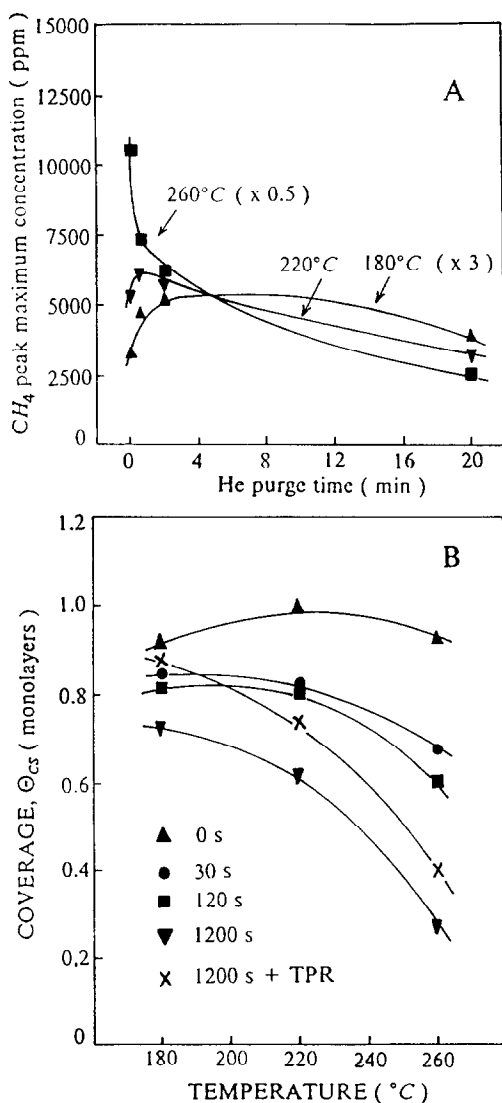 15000
A
12500
10000
260°C ( x 0.5 )
7500
220°C
180°C ( x 3 )
5000
2500
0
CH4 peak maximum concentration ( ppm )
0 4 8 12 16 20
He purge time ( min )
1.2
B
1.0
0.8
0.6
0.4
0.2
0
COVERAGE, Θcs ( monolayers )
0 s
30 s
120 s
1200 s
1200 s + TPR
180 200 220 240 260
TEMPERATURE ( °C )